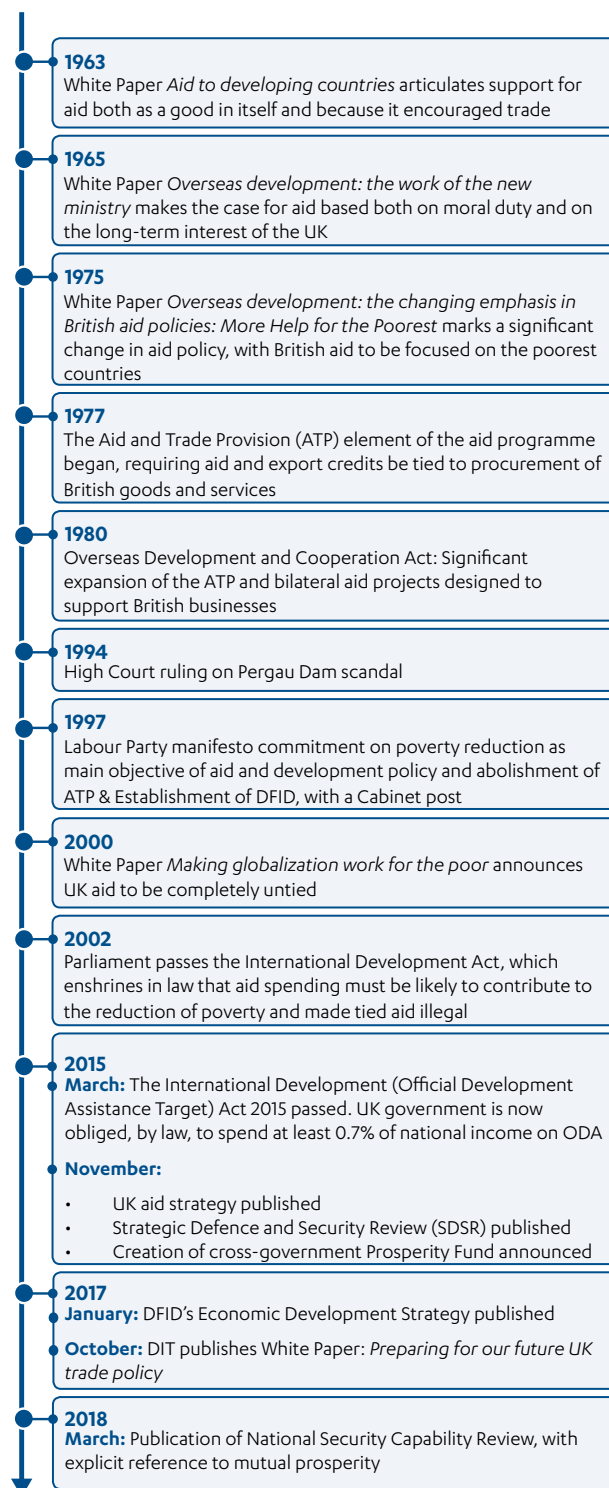 1963
White Paper Aid to developing countries articulates support for
aid both as a good in itself and because it encouraged trade
1965
White Paper Overseas development: the work of the new
ministry makes the case for aid based both on moral duty and on
the long-term interest of the UK
1975
White Paper Overseas development: the changing emphasis in
British aid policies: More Help for the Poorest marks a significant
change in aid policy, with British aid to be focused on the poorest
countries
1977
The Aid and Trade Provision (ATP) element of the aid programme
began, requiring aid and export credits be tied to procurement of
British goods and services
1980
Overseas Development and Cooperation Act: Significant
expansion of the ATP and bilateral aid projects designed to
support British businesses
1994
High Court ruling on Pergau Dam scandal
1997
Labour Party manifesto commitment on poverty reduction as
main objective of aid and development policy and abolishment of
ATP & Establishment of DFID, with a Cabinet post
2000
White Paper Making globalization work for the poor announces
UK aid to be completely untied
2002
Parliament passes the International Development Act, which
enshrines in law that aid spending must be likely to contribute to
the reduction of poverty and made tied aid illegal
2015
March: The International Development (Official Development
Assistance Target) Act 2015 passed. UK government is now
obliged, by law, to spend at least 0.7% of national income on ODA
November:
• UK aid strategy published
• Strategic Defence and Security Review (SDSR) published
• Creation of cross-government Prosperity Fund announced
2017
January: DFID's Economic Development Strategy published
October: DIT publishes White Paper: Preparing for our future UK
trade policy
2018
March: Publication of National Security Capability Review, with
explicit reference to mutual prosperity